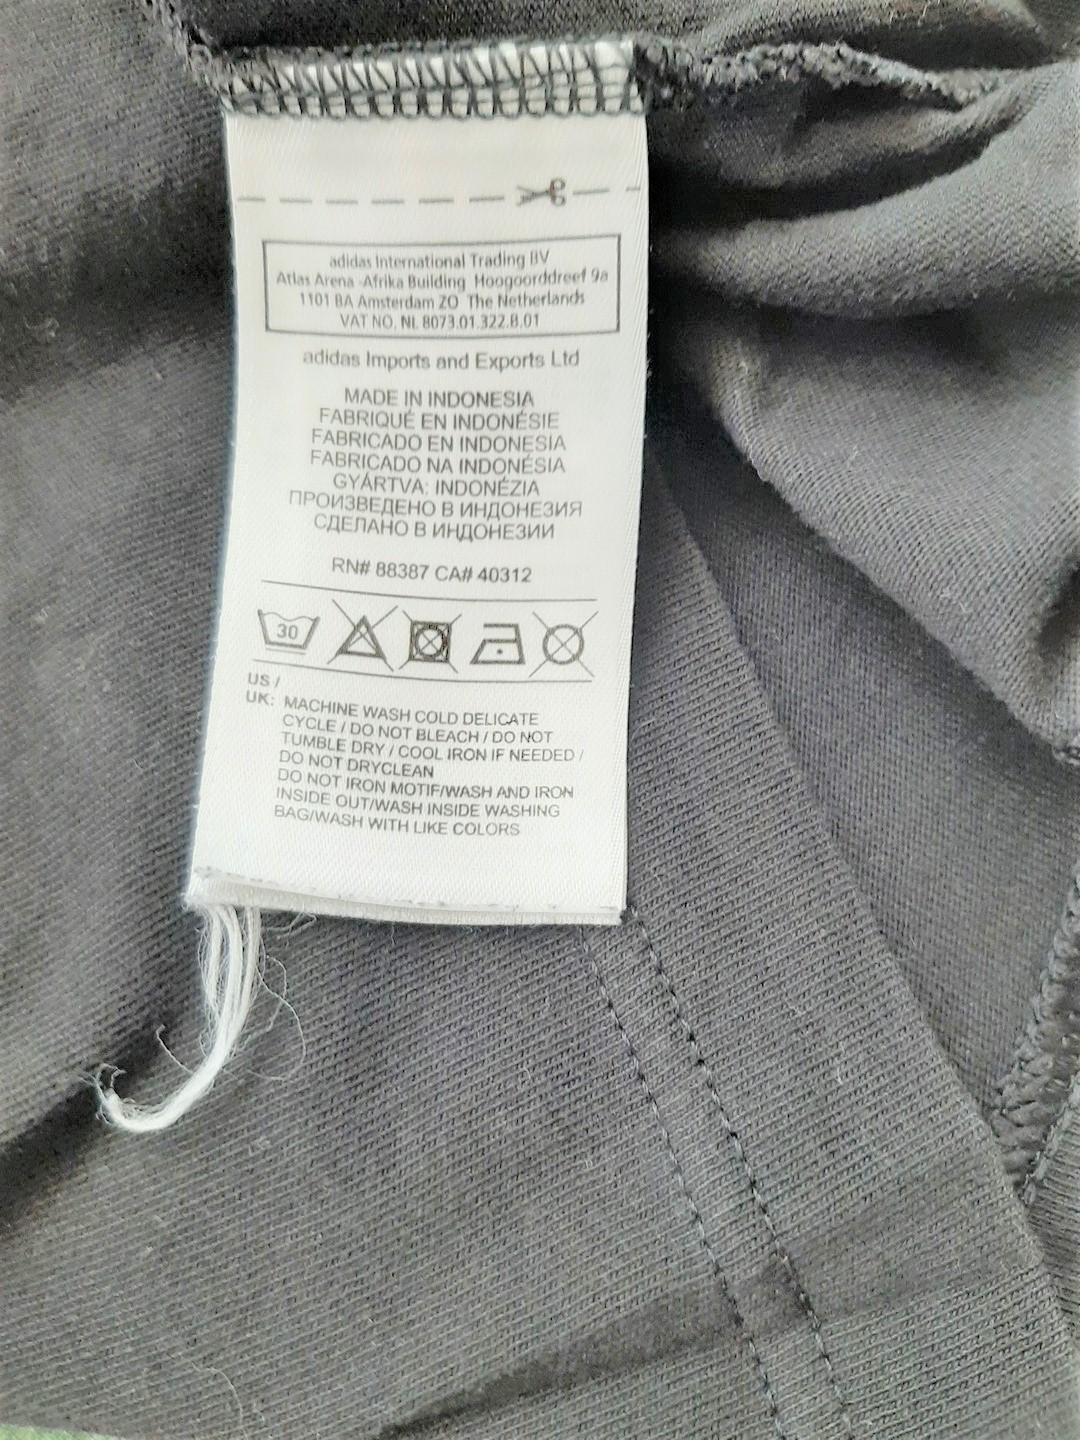 adidas International Trading BV
Atlas Arena -Afrika Building Hoogoorddreef 9a
1101 BA Amsterdam ZO The Netherlands
VAT NO. NL 8073.01.322.B.01
adidas Imports and Exports Ltd
MADE IN INDONESIA
FABRIQUÉ EN INDONÉSIE
FABRICADO EN INDONESIA
FABRICADO NA INDONÉSIA
GYÁRTVA: INDONÉZIA
ПРОИЗВЕДЕНО В ИНДОНЕЗИЯ
СДЕЛАНО В ИНДОНЕЗИИ
RN# 88387 CA# 40312
30
US /
UK: MACHINE WASH COLD DELICATE
CYCLE / DO NOT BLEACH / DO NOT
TUMBLE DRY / COOL IRON IF NEEDED /
DO NOT DRYCLEAN
DO NOT IRON MOTIF/WASH AND IRON
INSIDE OUT/WASH INSIDE WASHING
BAG/WASH WITH LIKE COLORS